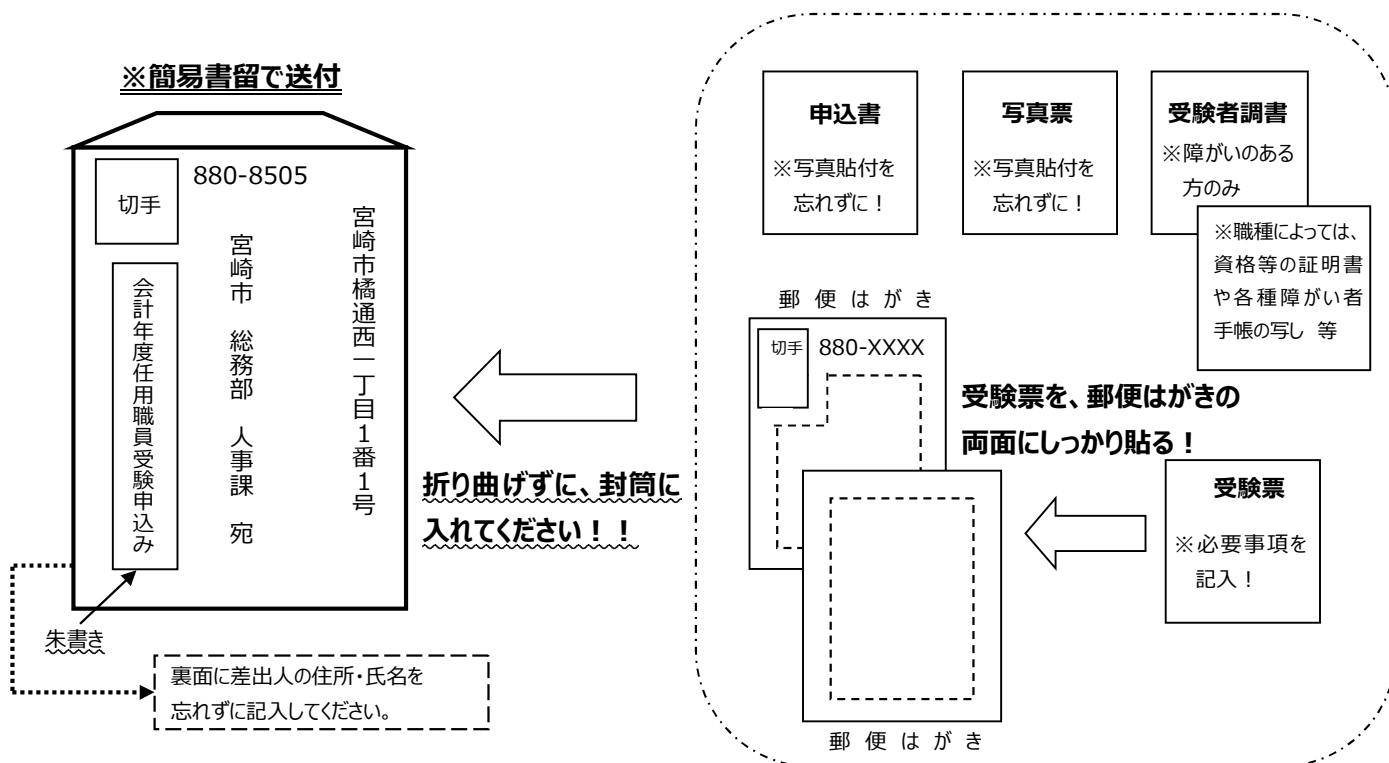 ※簡易書留で送付
切手
880-8505
宮崎市橘通西一丁目1番1号
宮崎市　総務部　人事課　宛
会計年度任用職員受験申込み
朱書き
裏面に差出人の住所・氏名を
忘れずに記入してください。
折り曲げずに、封筒に
入れてください！！
申込書
※写真貼付を
忘れずに！
写真票
※写真貼付を
忘れずに！
受験者調書
※障がいのある
方のみ
※職種によっては、
資格等の証明書
や各種障がい者
手帳の写し　等
郵便はがき
切手
880-XXXX
受験票を、郵便はがきの
両面にしっかり貼る！
受験票
※必要事項を
記入！
郵便はがき